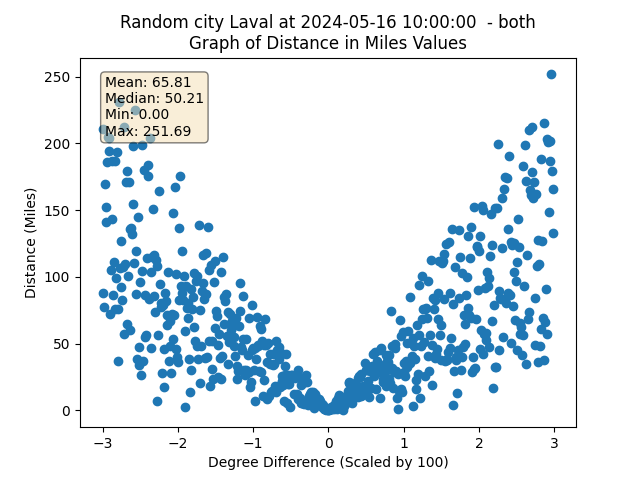 Random city Laval at 2024-05-16 10:00:00  - both
Graph of Distance in Miles Values
Mean: 65.81
Median: 50.21
Min: 0.00
Max: 251.69
250
200
150
100
50
0
Distance (Miles)
−3
−2
−1
0
1
2
3
Degree Difference (Scaled by 100)